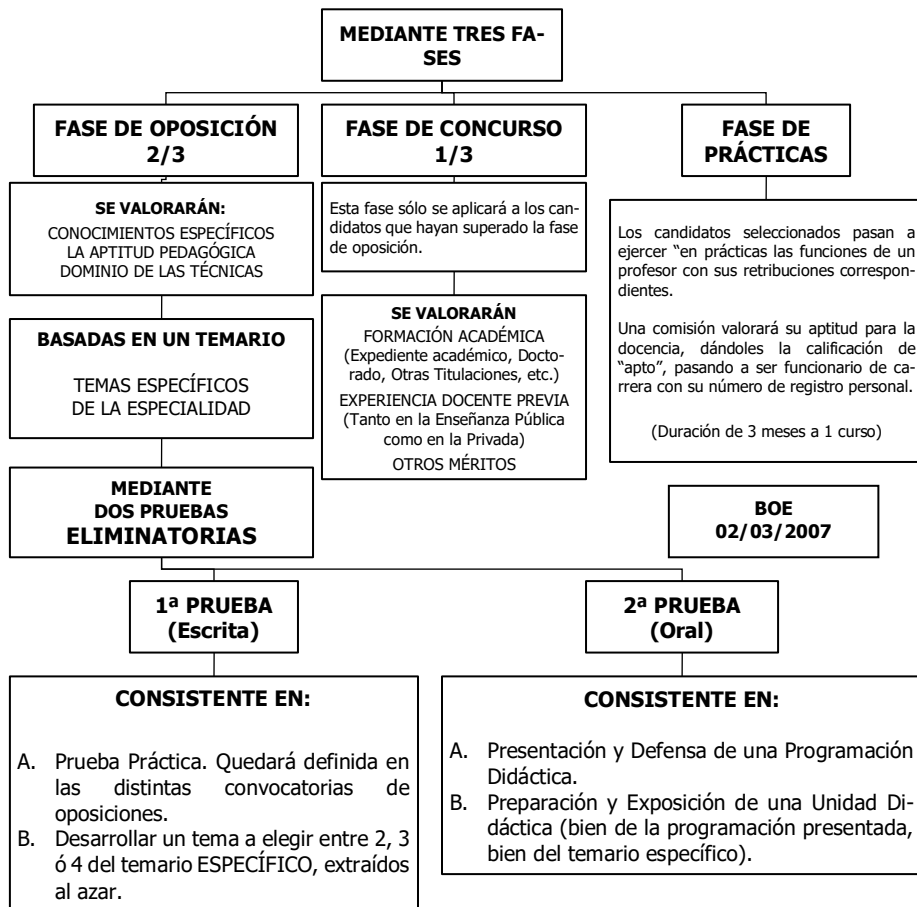 MEDIANTE TRES FA-
SES
FASE DE OPOSICIÓN
2/3
SE VALORARÁN:
CONOCIMIENTOS ESPECÍFICOS
LA APTITUD PEDAGÓGICA
DOMINIO DE LAS TÉCNICAS
BASADAS EN UN TEMARIO
TEMAS ESPECÍFICOS
DE LA ESPECIALIDAD
MEDIANTE
DOS PRUEBAS
ELIMINATORIAS
FASE DE CONCURSO
1/3
Esta fase sólo se aplicará a los can-
didatos que hayan superado la fase
de oposición.
SE VALORARÁN
FORMACIÓN ACADÉMICA
(Expediente académico, Docto-
rado, Otras Titulaciones, etc.)
EXPERIENCIA DOCENTE PREVIA
(Tanto en la Enseñanza Pública
como en la Privada)
OTROS MÉRITOS
FASE DE
PRÁCTICAS
Los candidatos seleccionados pasan a
ejercer “en prácticas las funciones de un
profesor con sus retribuciones correspon-
dientes.
Una comisión valorará su aptitud para la
docencia, dándoles la calificación de
“apto”, pasando a ser funcionario de ca-
rrera con su número de registro personal.
(Duración de 3 meses a 1 curso)
BOE
02/03/2007
1ª PRUEBA
(Escrita)
CONSISTENTE EN:
A. Prueba Práctica. Quedará definida en
las distintas convocatorias de
oposiciones.
B. Desarrollar un tema a elegir entre 2, 3
ó 4 del temario ESPECÍFICO, extraídos
al azar.
2ª PRUEBA
(Oral)
CONSISTENTE EN:
A. Presentación y Defensa de una Programación
Didáctica.
B. Preparación y Exposición de una Unidad Di-
dáctica (bien de la programación presentada,
bien del temario específico).